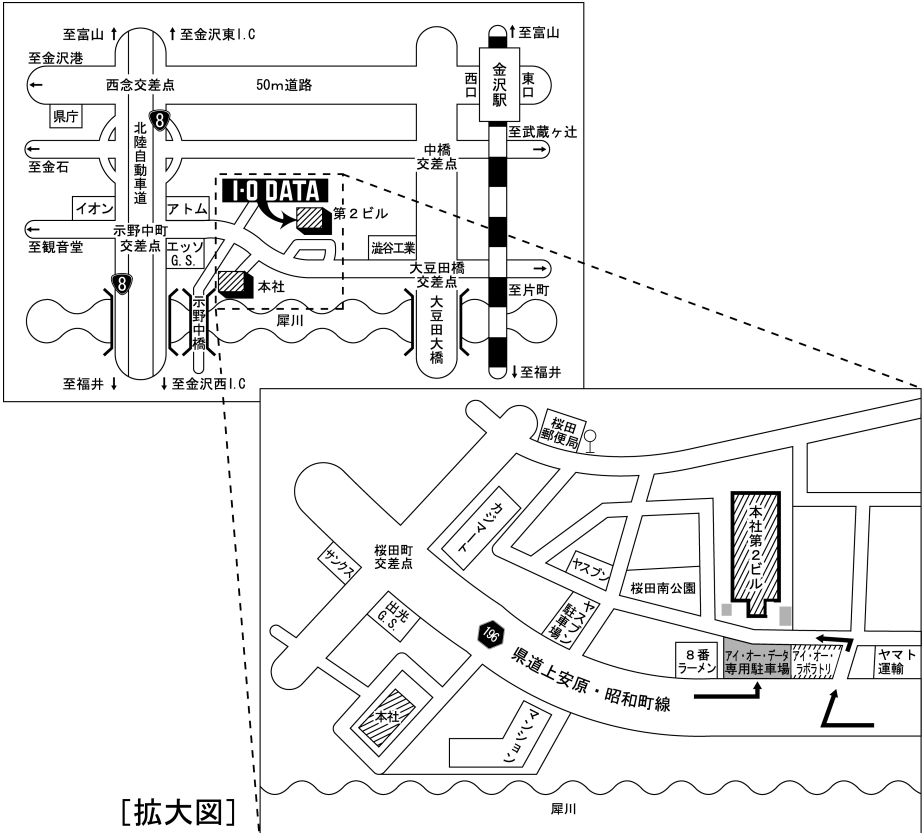 至富山
至金沢東I.C
至富山
至金沢港
西念交差点
50m道路
西口
金沢駅
東口
県庁
8
北陸自動車道
至武蔵ヶ辻
中橋
交差点
至金石
I・O DATA
イオン
アトム
第2ビル
示野中町
交差点
至観音堂
エッソ
G.S.
澁谷工業
大豆田橋
交差点
8
本社
至片町
示野中橋
犀川
大豆田大橋
至福井
至金沢西I.C
至福井
桜田
郵便局
カジマート
本社第2ビル
桜田町
交差点
サンクス
ヤスブン
桜田南公園
出光
G.S.
ヤスブン
駐車場
196
県道上安原・昭和町線
8番
ラーメン
アイ・オー・データ
専用駐車場
アイ・オー・
ラボラトリ
ヤマト
運輸
本社
マンション
犀川
[拡大図]